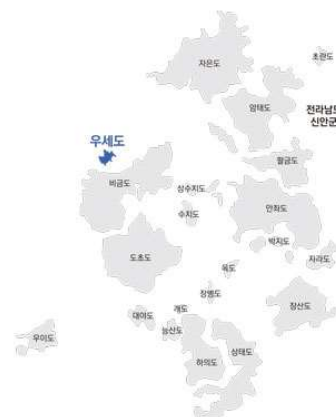 자은도
초란도
암태도
전라남도
신안군
우세도
팔금도
비금도
상수치도
수치도
안좌도
박지도
자라도
도초도
옥도
장병도
장산도
대야도
개도
능산도
우이도
상태도
하의도